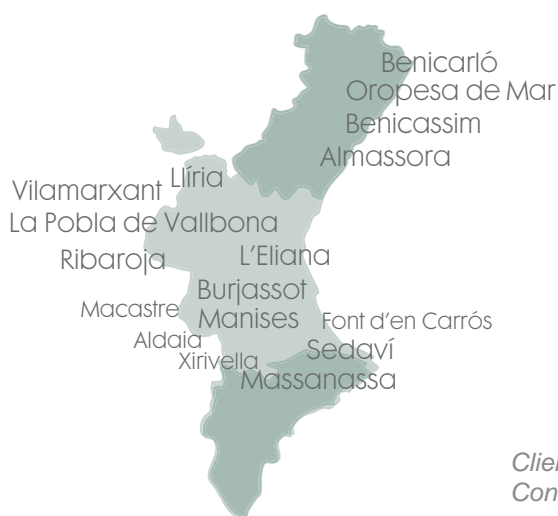 Benicarló
Oropesa de Mar
Benicassim
Almassora
Llíria
Vilamarxant
La Pobla de Vallbona
L'Eliana
Ribaroja
Burjassot
Macastre
Manises
Font d'en Carrós
Aldaia
Sedaví
Xirivella
Massanassa